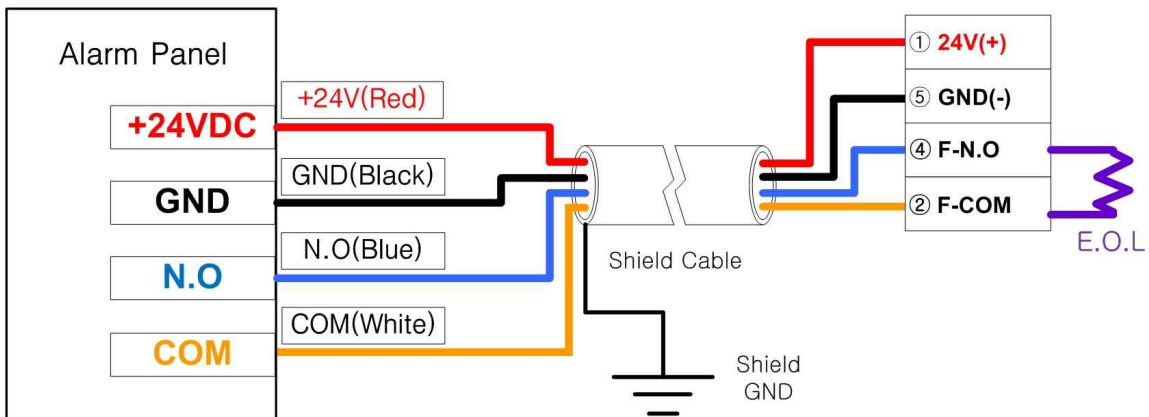 Alarm Panel
+24VDC
GND
N.O
COM
+24V(Red)
GND(Black)
N.O(Blue)
COM(White)
Shield Cable
Shield
GND
① 24V(+)
⑤ GND(-)
④ F-N.O
② F-COM
E.O.L